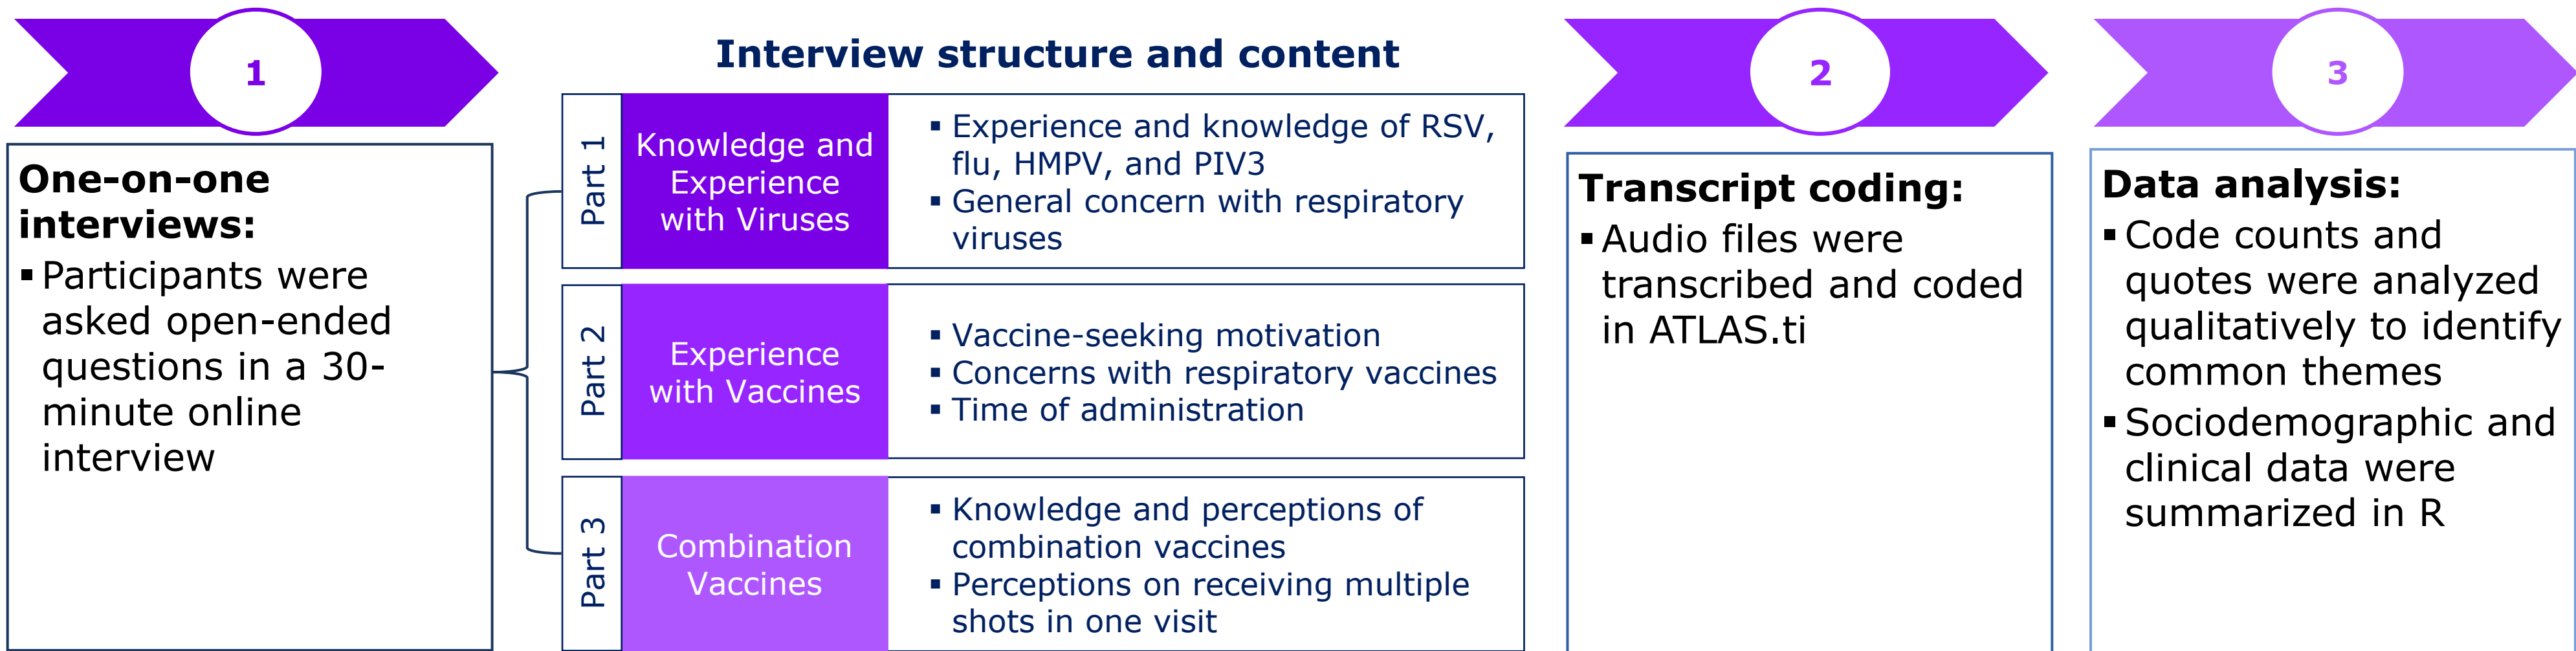 1
One-on-one
interviews:
▪ Participants were
asked open-ended
questions in a 30-
minute online
interview
Interview structure and content
Part 1
Knowledge and
Experience
with Viruses
▪ Experience and knowledge of RSV,
flu, HMPV, and PIV3
▪ General concern with respiratory
viruses
Part 2
Experience
with Vaccines
▪ Vaccine-seeking motivation
▪ Concerns with respiratory vaccines
▪ Time of administration
Part 3
Combination
Vaccines
▪ Knowledge and perceptions of
combination vaccines
▪ Perceptions on receiving multiple
shots in one visit
2
Transcript coding:
▪ Audio files were
transcribed and coded
in ATLAS.ti
3
Data analysis:
▪ Code counts and
quotes were analyzed
qualitatively to identify
common themes
▪ Sociodemographic and
clinical data were
summarized in R